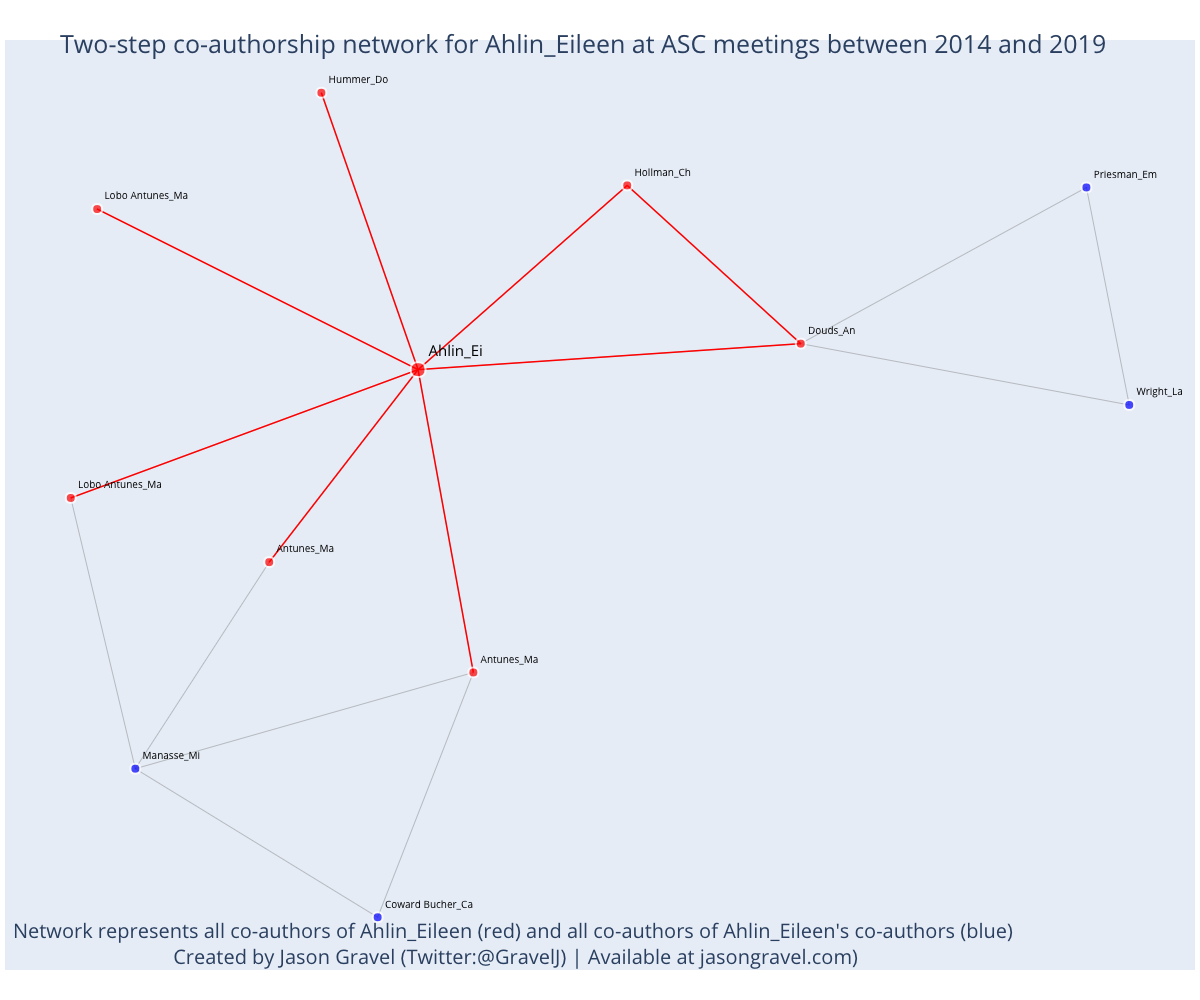 Two-step co-authorship network for Ahlin_Eileen at ASC meetings between 2014 and 2019
Hummer_Do
Hollman_Ch
Priesman_Em
Lobo Antunes_Ma
Douds_An
Ahlin_Ei
Wright_La
Lobo Antunes_Ma
Antunes_Ma
Antunes_Ma
Manasse_Mi
Coward Bucher_Ca
Network represents all co-authors of Ahlin_Eileen (red) and all co-authors of Ahlin_Eileen's co-authors (blue)
Created by Jason Gravel (Twitter:@GravelJ) | Available at jasongravel.com)